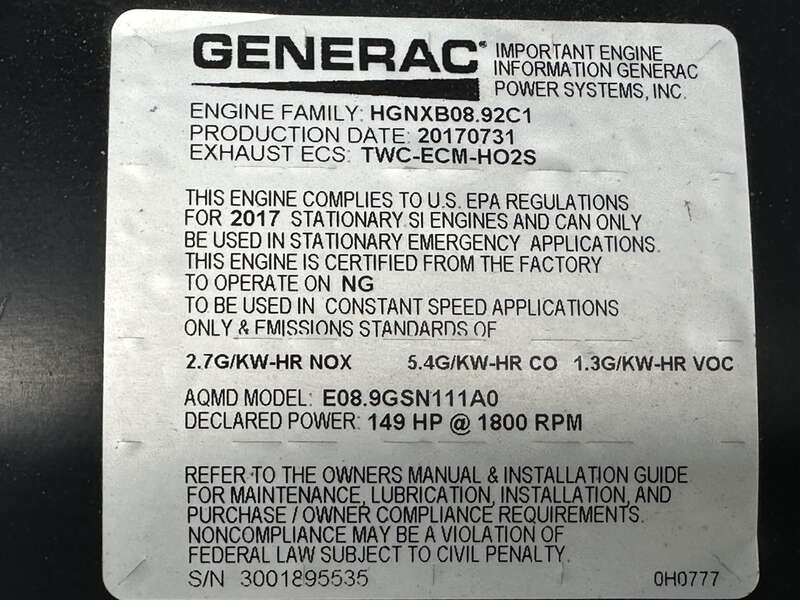 GENERAC® IMPORTANT ENGINE
INFORMATION GENERAC
POWER SYSTEMS, INC.
ENGINE FAMILY: HGNXB08.92C1
PRODUCTION DATE: 20170731
EXHAUST ECS: TWC-ECM-HO2S
THIS ENGINE COMPLIES TO U.S. EPA REGULATIONS
FOR 2017 STATIONARY SI ENGINES AND CAN ONLY
BE USED IN STATIONARY EMERGENCY APPLICATIONS.
THIS ENGINE IS CERTIFIED FROM THE FACTORY
TO OPERATE ON NG
TO BE USED IN CONSTANT SPEED APPLICATIONS
ONLY & EMISSIONS STANDARDS OF
2.7G/KW-HR NOX 5.4G/KW-HR CO 1.3G/KW-HR VOC
AQMD MODEL: E08.9GSN111A0
DECLARED POWER: 149 HP @ 1800 RPM
REFER TO THE OWNERS MANUAL & INSTALLATION GUIDE
FOR MAINTENANCE, LUBRICATION, INSTALLATION, AND
PURCHASE / OWNER COMPLIANCE REQUIREMENTS.
NONCOMPLIANCE MAY BE A VIOLATION OF
FEDERAL LAW SUBJECT TO CIVIL PENALTY.
S/N 3001895535 0H0777